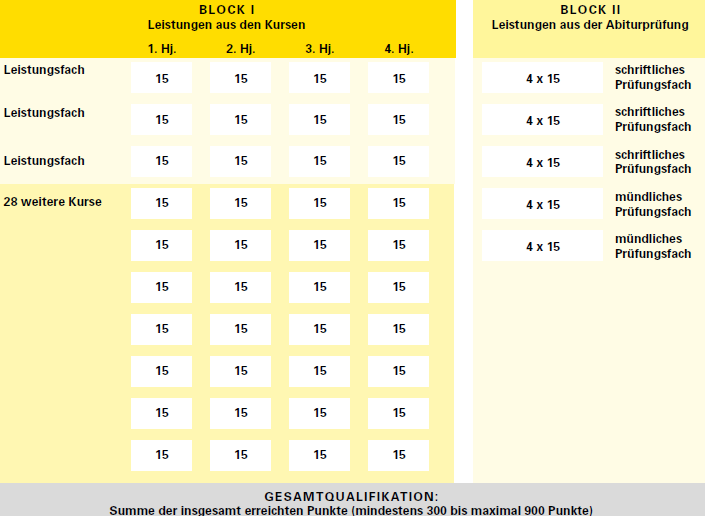 BLOCK I
Leistungen aus den Kursen
1. Hj. 2. Hj. 3. Hj. 4. Hj.
Leistungsfach 15 15 15 15
Leistungsfach 15 15 15 15
Leistungsfach 15 15 15 15
28 weitere Kurse 15 15 15 15
15 15 15 15
15 15 15 15
15 15 15 15
15 15 15 15
15 15 15 15
15 15 15 15
BLOCK II
Leistungen aus der Abiturprüfung
4 x 15 schriftliches
Prüfungsfach
4 x 15 schriftliches
Prüfungsfach
4 x 15 schriftliches
Prüfungsfach
4 x 15 mündliches
Prüfungsfach
4 x 15 mündliches
Prüfungsfach
GESAMTQUALIFIKATION:
Summe der insgesamt erreichten Punkte (mindestens 300 bis maximal 900 Punkte)